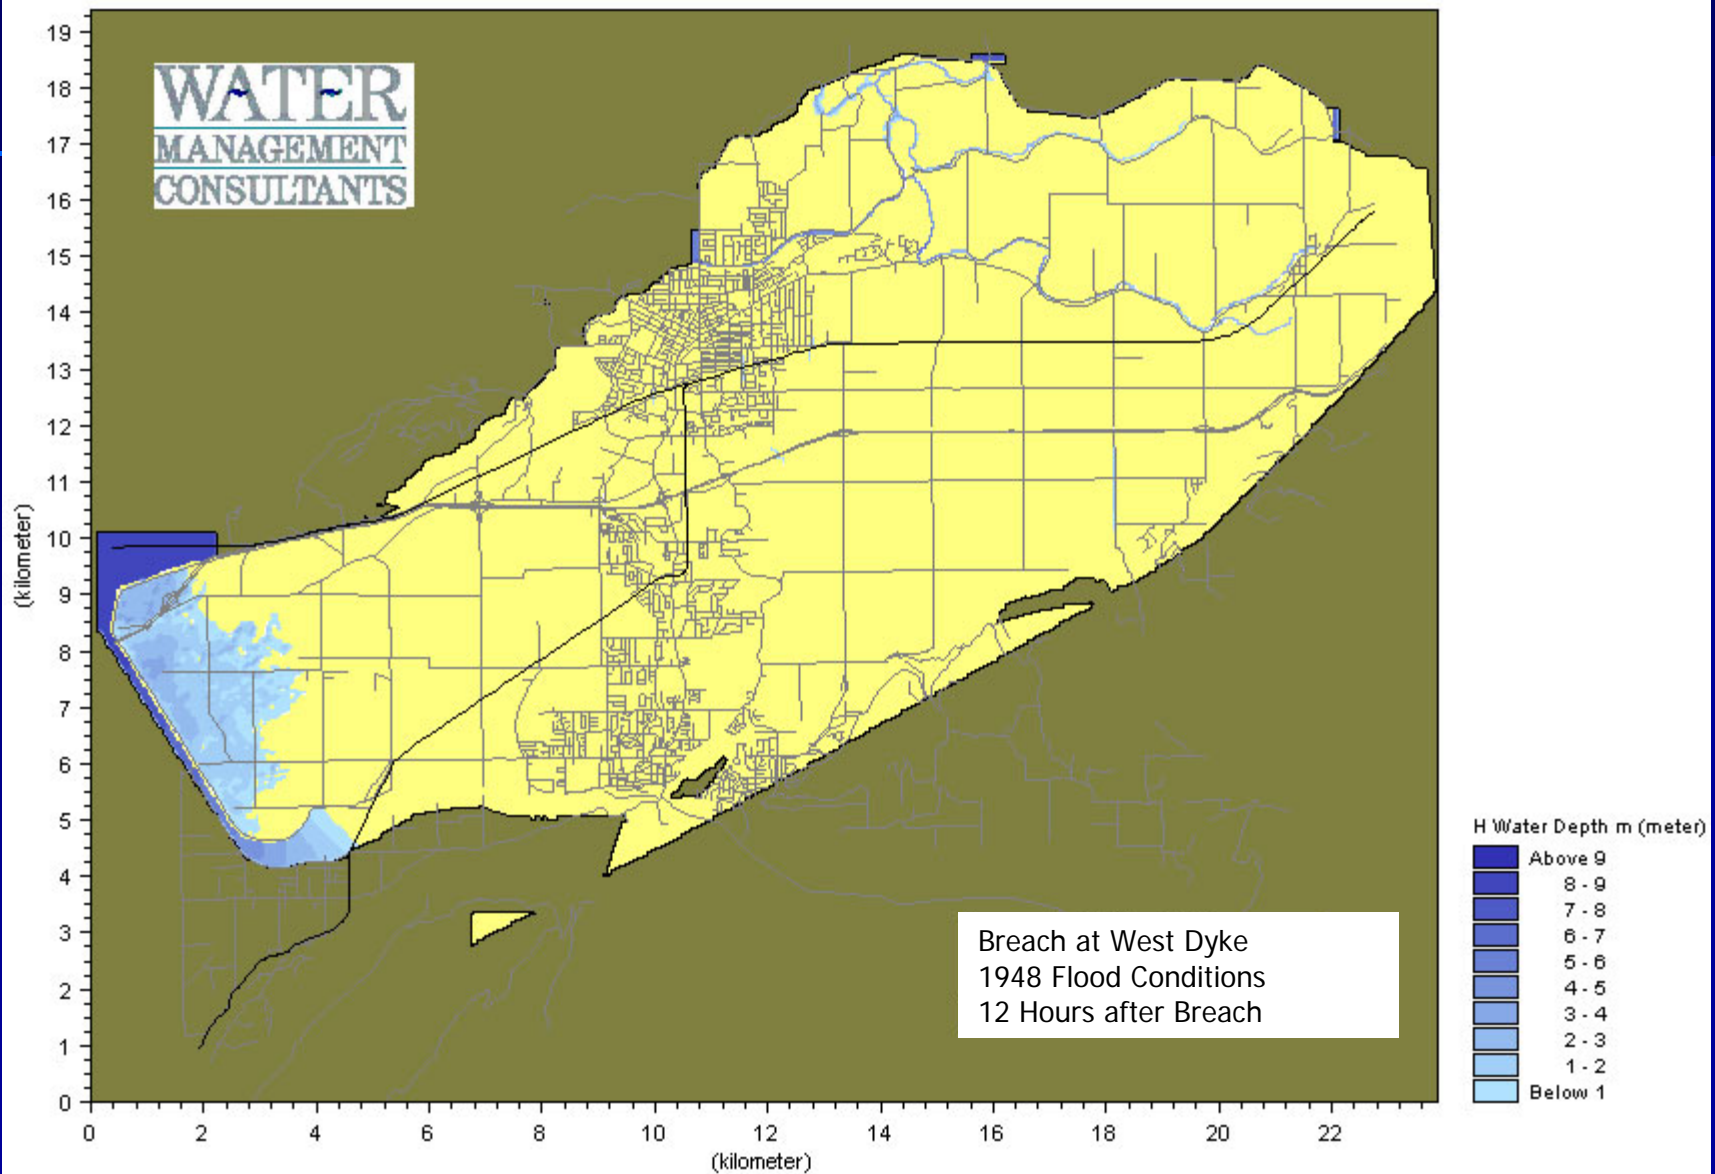 WATER
MANAGEMENT
CONSULTANTS
19
18
17
16
15
14
13
12
11
10
9
8
7
6
5
4
3
2
1
0
(kilometer)
0 2 4 6 8 10 12 14 16 18 20 22
(kilometer)
Breach at West Dyke
1948 Flood Conditions
12 Hours after Breach
H Water Depth m (meter)
Above 9
8 - 9
7 - 8
6 - 7
5 - 6
4 - 5
3 - 4
2 - 3
1 - 2
Below 1